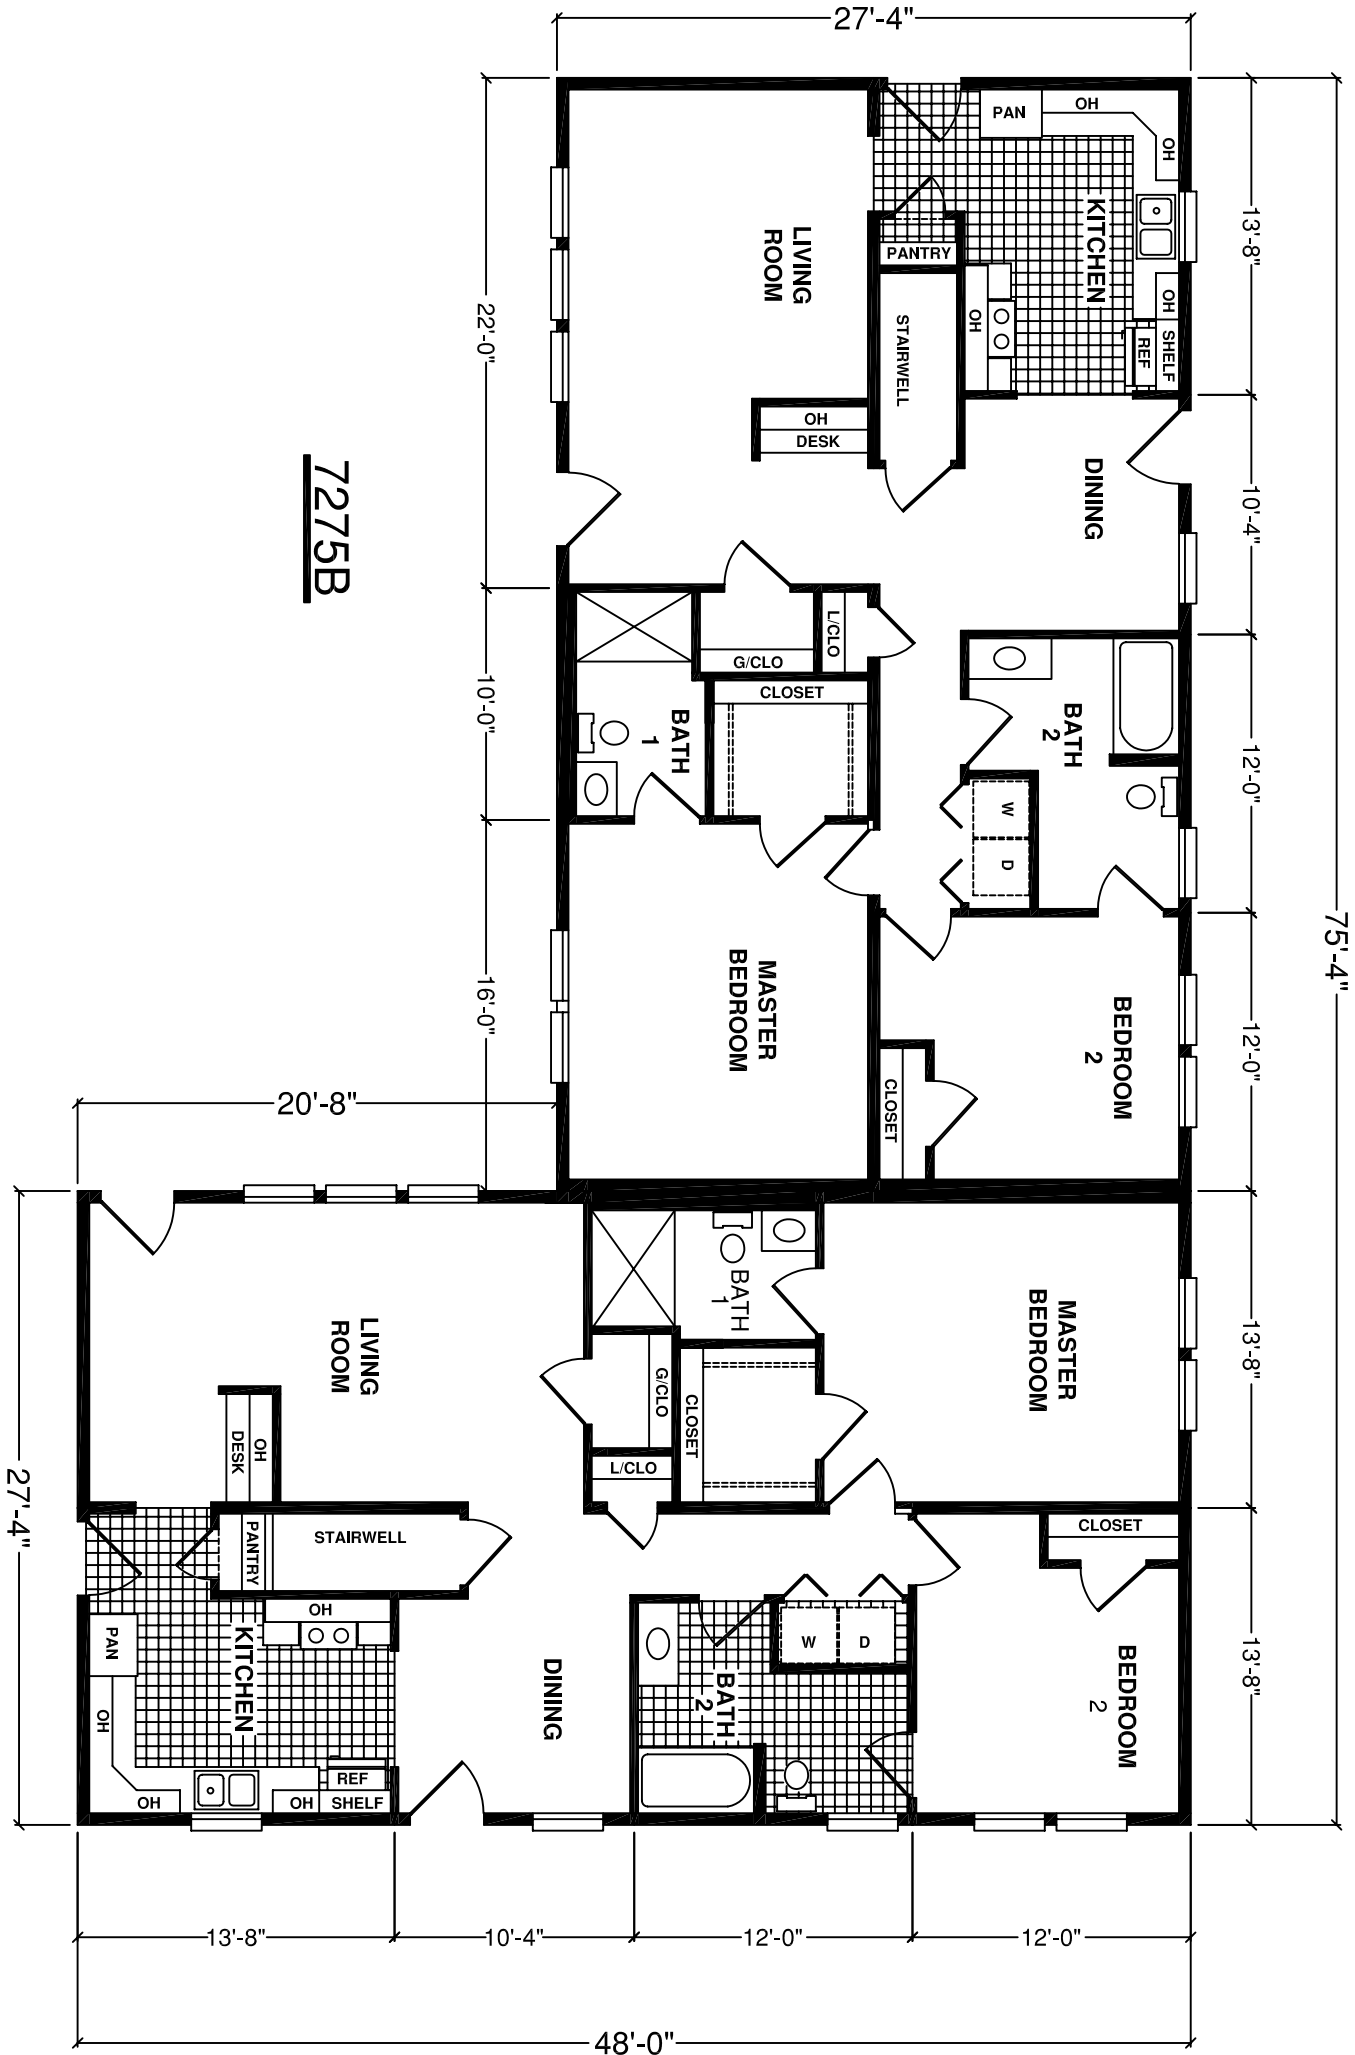 27'-4"
75'-4"
13'-8"
10'-4"
12'-0"
12'-0"
13'-8"
13'-8"
22'-0"
10'-0"
16'-0"
7275B
PAN
OH
OH
KITCHEN
OH
SHELF
REF
OH
PANTRY
STAIRWELL
LIVING
ROOM
OH
DESK
DINING
L/CLO
G/CLO
CLOSET
BATH
1
BATH
2
W
D
MASTER
BEDROOM
BEDROOM
2
CLOSET
20'-8"
27'-4"
LIVING
ROOM
OH
DESK
BATH
1
G/CLO
CLOSET
L/CLO
MASTER
BEDROOM
CLOSET
BEDROOM
2
PANTRY
STAIRWELL
OH
PAN
KITCHEN
OH
OH
OH
REF
SHELF
DINING
W
D
BATH
2
13'-8"
10'-4"
12'-0"
12'-0"
48'-0"